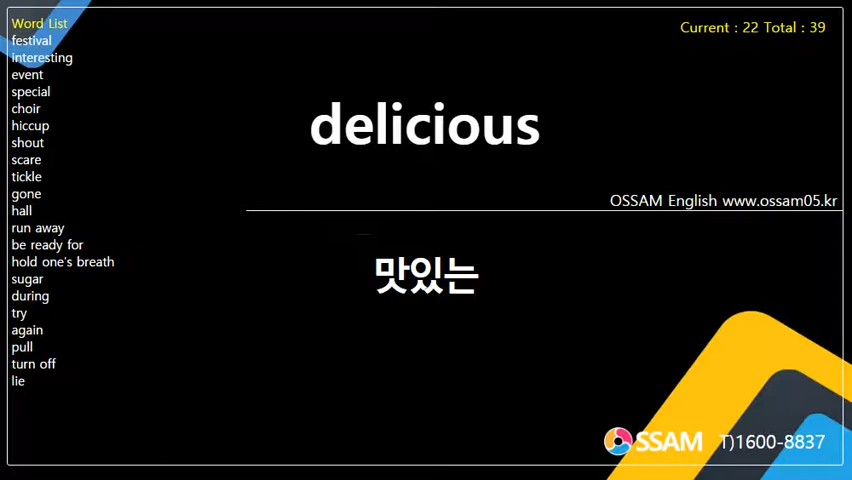 Word List
festival
interesting
event
special
choir
hiccup
shout
scare
tickle
gone
hall
run away
be ready for
hold one's breath
sugar
during
try
again
pull
turn off
lie
Current : 22 Total : 39
delicious
OSSAM English www.ossam05.kr
맛있는
OSSAM T)1600-8837